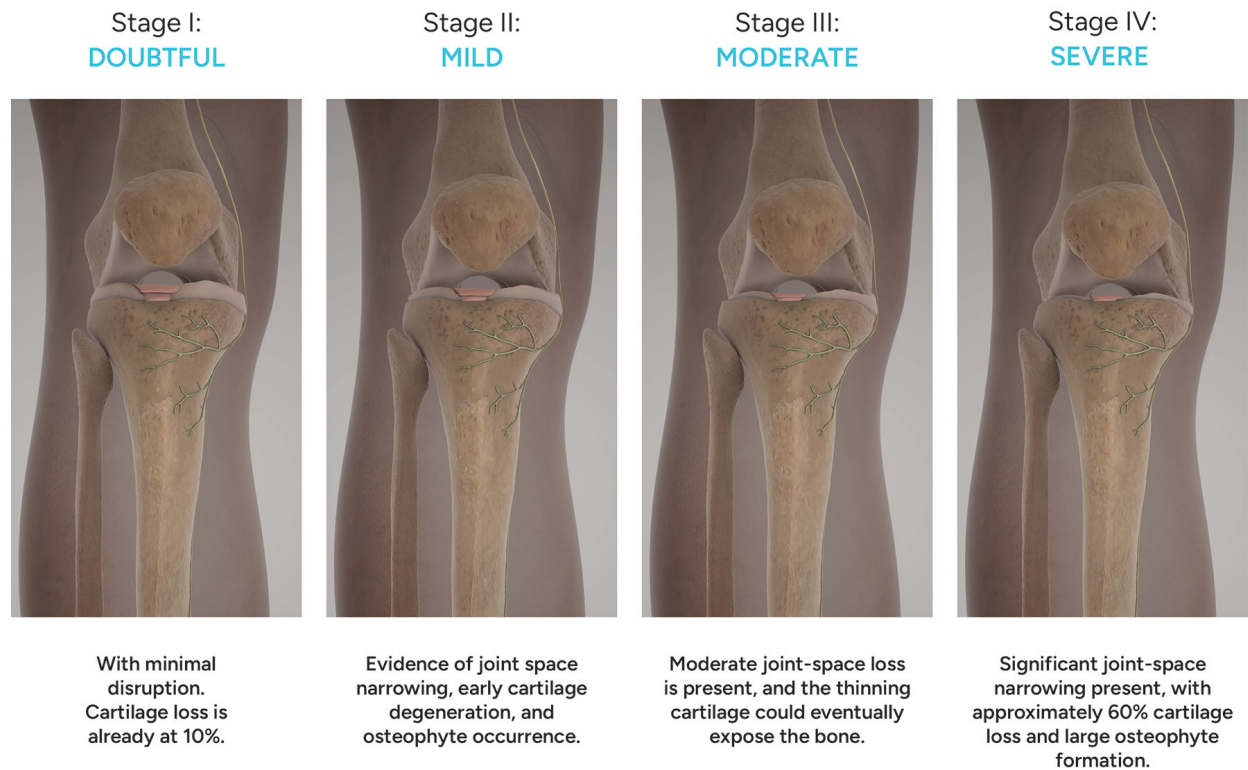 Stage I:
DOUBTFUL
With minimal
disruption.
Cartilage loss is
already at 10%.
Stage II:
MILD
Evidence of joint space
narrowing, early cartilage
degeneration, and
osteophyte occurrence.
Stage III:
MODERATE
Moderate joint-space loss
is present, and the thinning
cartilage could eventually
expose the bone.
Stage IV:
SEVERE
Significant joint-space
narrowing present, with
approximately 60% cartilage
loss and large osteophyte
formation.